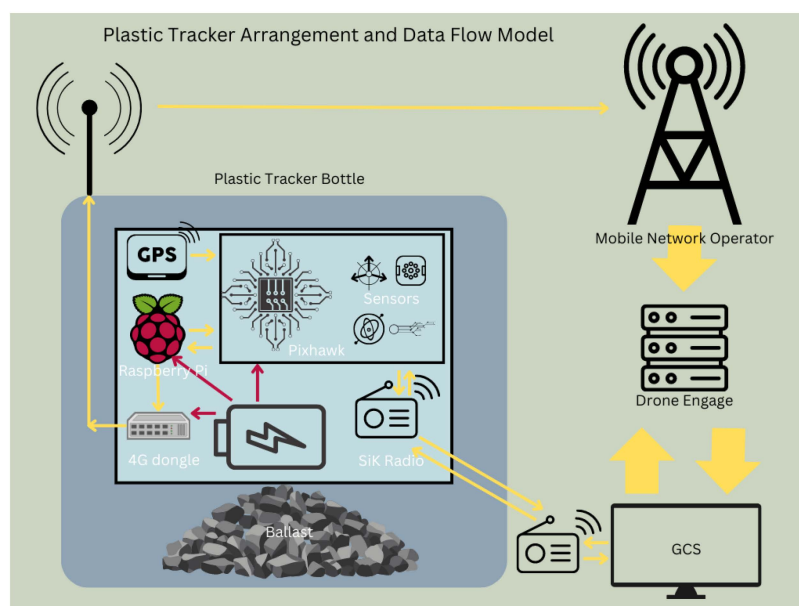 Plastic Tracker Arrangement and Data Flow Model
Plastic Tracker Bottle
Mobile Network Operator
GPS
Sensors
Pixhawk
Raspberry Pi
Drone Engage
4G dongle
SiK Radio
Ballast
GCS